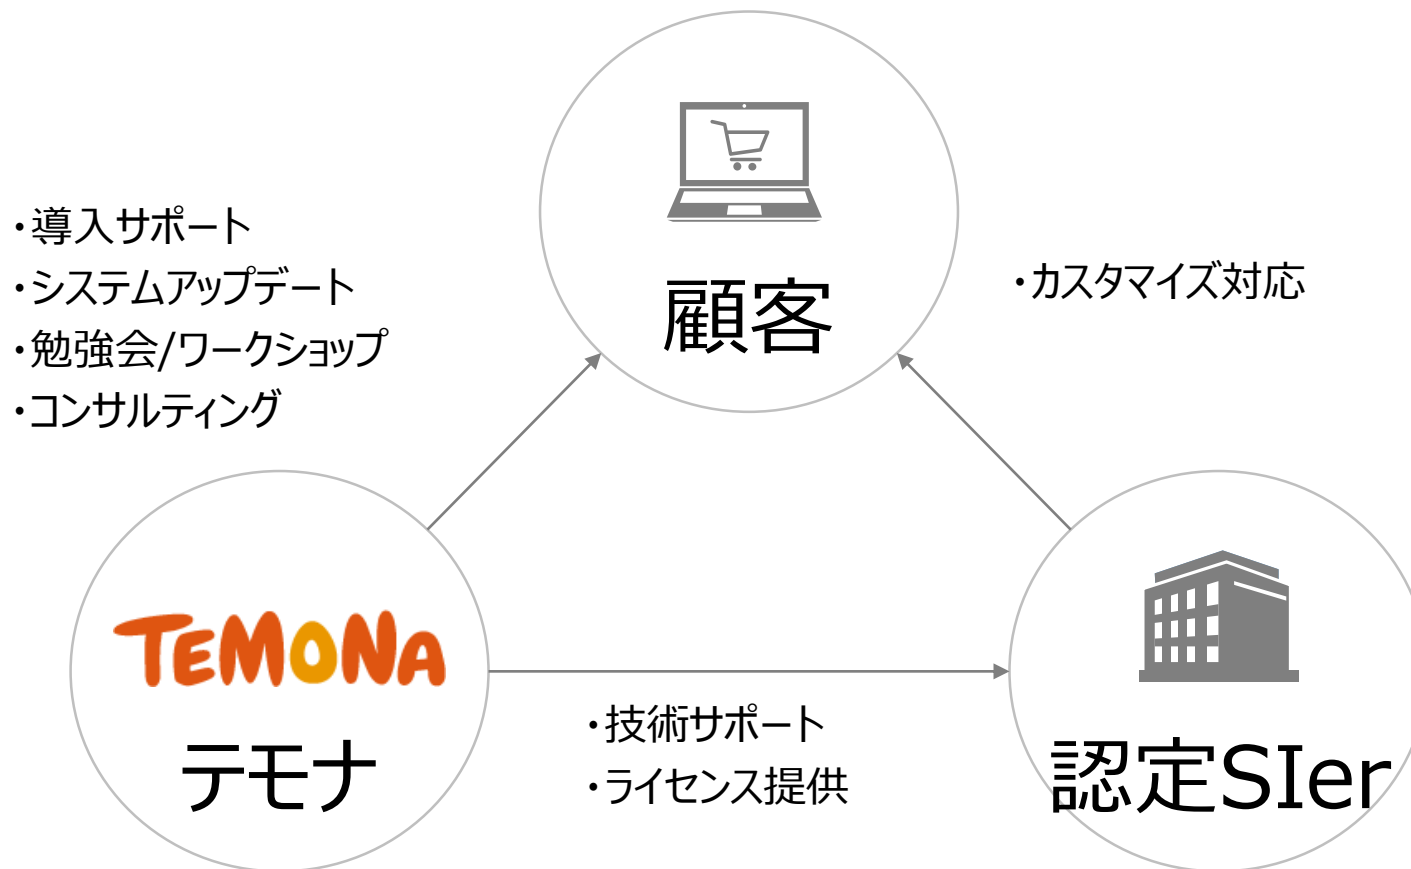 顧客
・導入サポート
・システムアップデート
・勉強会/ワークショップ
・コンサルティング
・カスタマイズ対応
TEMONA
テモナ
・技術サポート
・ライセンス提供
認定SIer